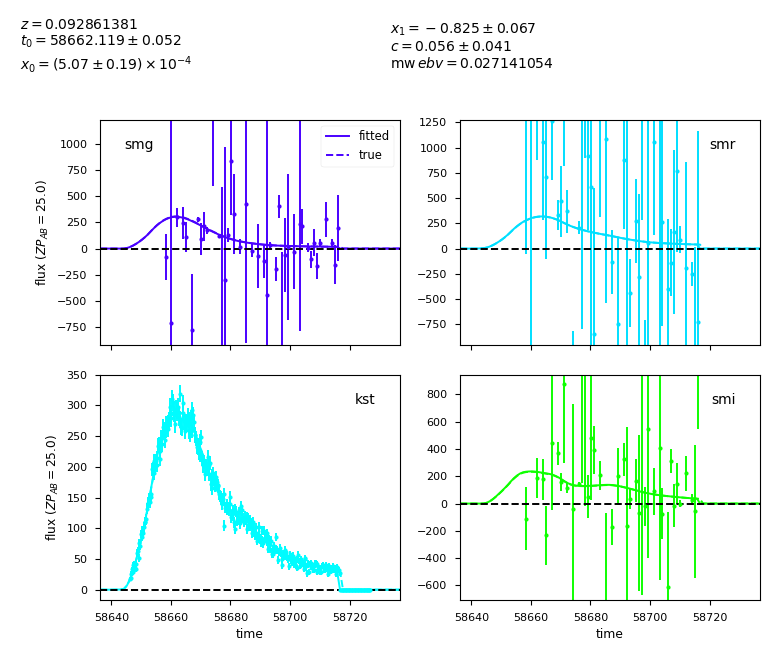 z = 0.092861381
t₀ = 58662.119 ± 0.052
x₀ = (5.07 ± 0.19) × 10⁻⁴
x₁ = −0.825 ± 0.067
c = 0.056 ± 0.041
mw ebv = 0.027141054
smg
fitted
true
1000
750
500
250
0
−250
−500
−750
flux (ZP_AB = 25.0)
smr
1250
1000
750
500
250
0
−250
−500
−750
kst
350
300
250
200
150
100
50
0
flux (ZP_AB = 25.0)
58640 58660 58680 58700 58720
time
smi
800
600
400
200
0
−200
−400
−600
58640 58660 58680 58700 58720
time